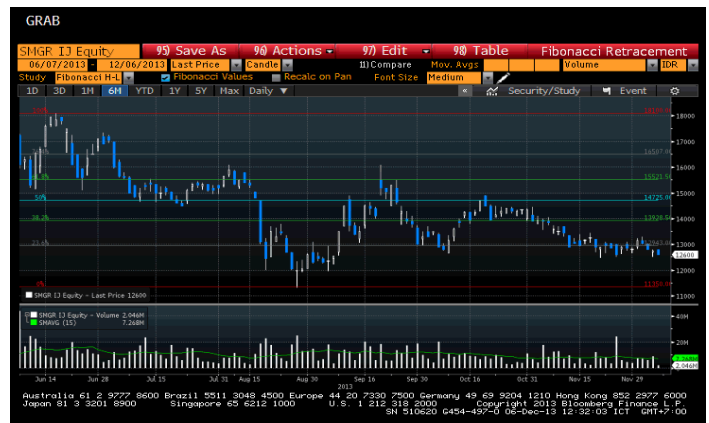 GRAB
SMGR IJ Equity 95) Save As 96) Actions 97) Edit 98) Table Fibonacci Retracement
06/07/2013 - 12/06/2013 Last Price Candle 11) Compare Mov. Avgs Volume IDR
Study Fibonacci H-L Fibonacci Values Recalc on Pan Font Size Medium
1D 3D 1M 6M YTD 1Y 5Y Max Daily ▼ « Security/Study Event
100%
18000
17000
16000
61.8% 15521.50
15000
50% 14725.00
14000
38.2% 13928.50
13000
23.6% 12943.00
12600
12000
0% 11350.00
11000
SMGR IJ Equity - Last Price 12600
SMGR IJ Equity - Volume 2.046M
SMAVG (15) 7.268M
40M
20M
2.046M
Jun 14 Jun 28 Jul 15 Jul 31 Aug 15 Aug 30 Sep 16 Sep 30 Oct 16 Oct 31 Nov 15 Nov 29
2013
Australia 61 2 9777 8600 Brazil 5511 3048 4500 Europe 44 20 7330 7500 Germany 49 69 9204 1210 Hong Kong 852 2977 6000
Japan 81 3 3201 8900 Singapore 65 6212 1000 U.S. 1 212 318 2000 Copyright 2013 Bloomberg Finance L.P.
SN 510620 G454-497-0 06-Dec-13 12:32:03 ICT GMT+7:00